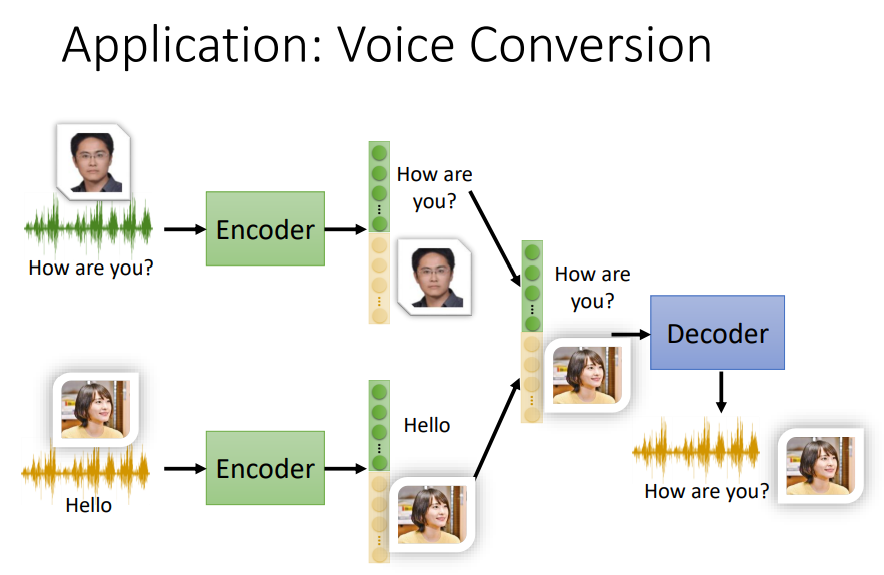 Application: Voice Conversion
How are you?
Encoder
How are
you?
How are
you?
Decoder
How are you?
Hello
Encoder
Hello